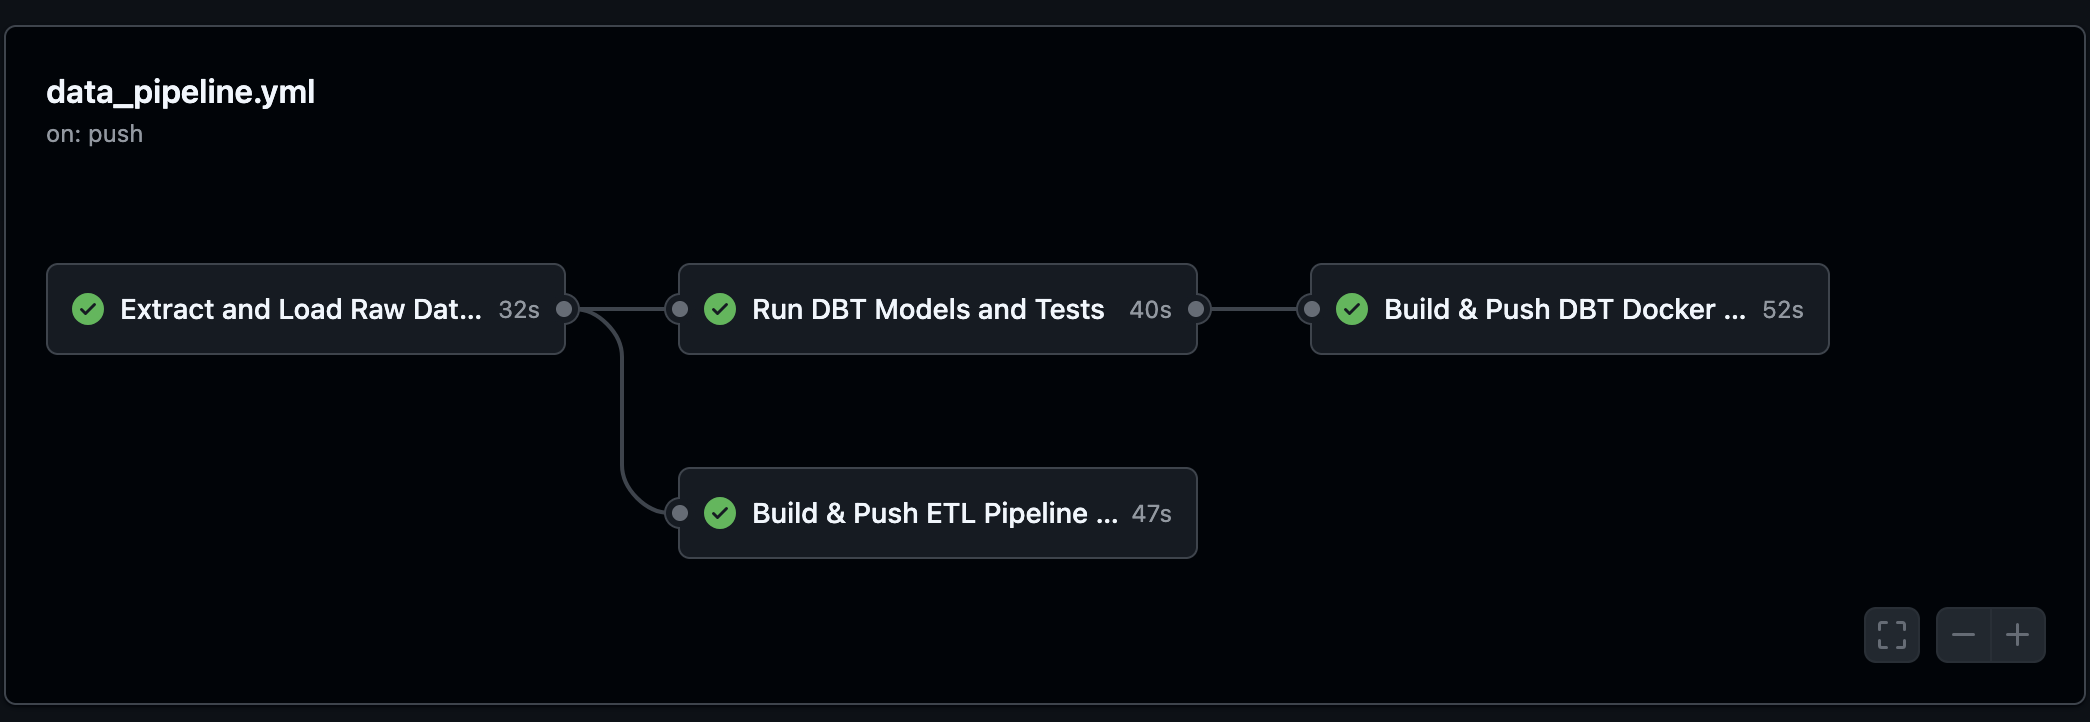 data_pipeline.yml
on: push
Extract and Load Raw Dat... 32s
Run DBT Models and Tests 40s
Build & Push DBT Docker ... 52s
Build & Push ETL Pipeline ... 47s